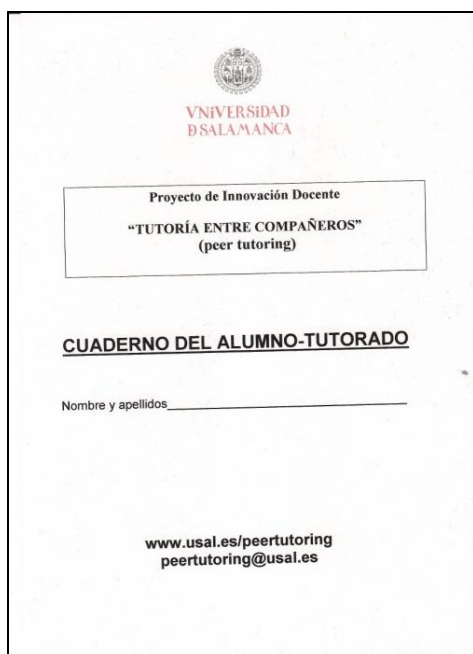 VNiVERSiDAD
DSALAMANCA
Proyecto de Innovación Docente
“TUTORÍA ENTRE COMPAÑEROS”
(peer tutoring)
CUADERNO DEL ALUMNO-TUTORADO
Nombre y apellidos
www.usal.es/peertutoring
peertutoring@usal.es